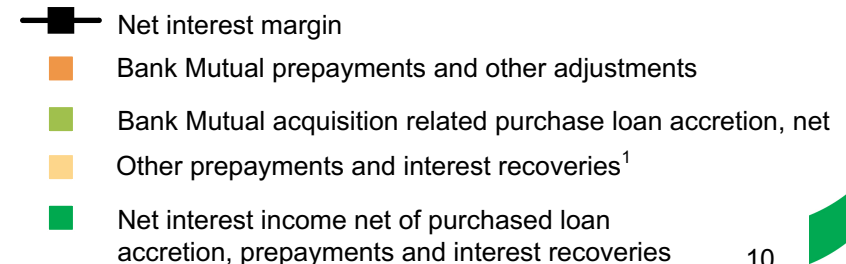 Net interest margin
Bank Mutual prepayments and other adjustments
Bank Mutual acquisition related purchase loan accretion, net
Other prepayments and interest recoveries¹
Net interest income net of purchased loan
accretion, prepayments and interest recoveries
10